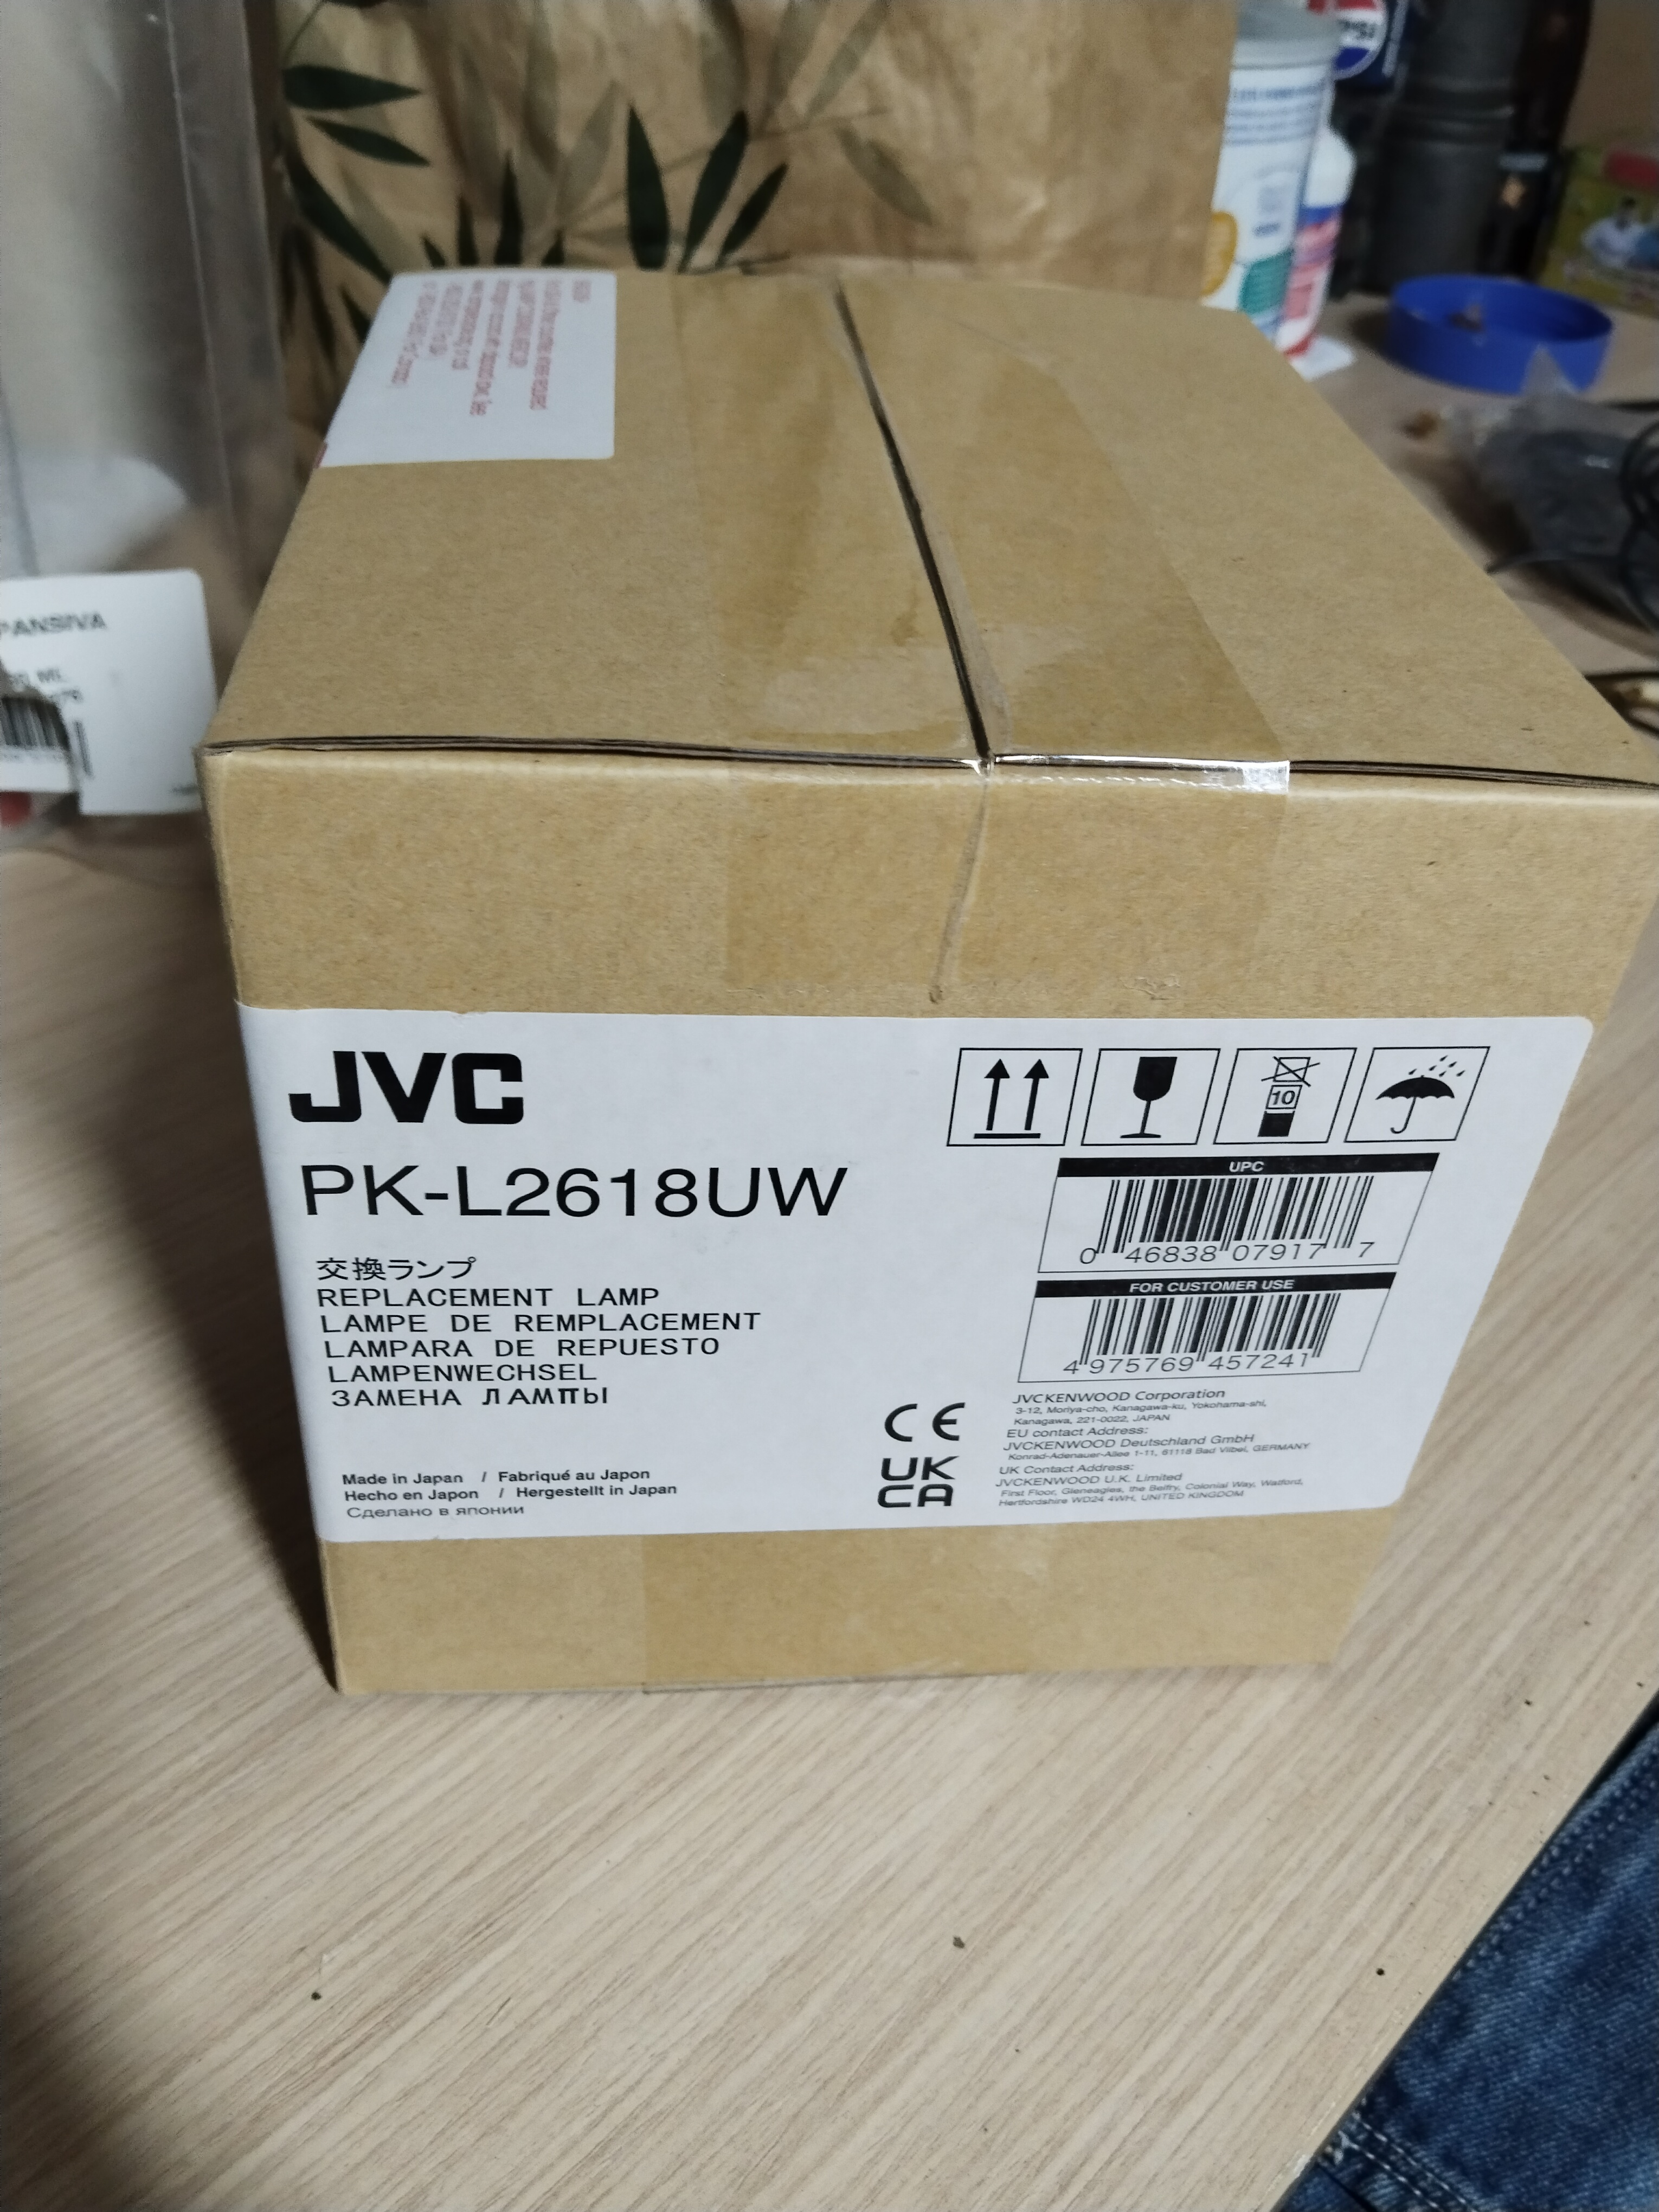 PSI
ANSIVA
JVC
PK-L2618UW
交換ランプ
REPLACEMENT LAMP
LAMPE DE REMPLACEMENT
LAMPARA DE REPUESTO
LAMPENWECHSEL
ЗАМЕНА ЛАМПЫ
Made in Japan / Fabriqué au Japon
Hecho en Japon / Hergestellt in Japan
Сделано в японии
10
UPC
0 46838 07917 7
FOR CUSTOMER USE
4 975769 457241
CE
UK
CA
JVCKENWOOD Corporation
3-12, Moriya-cho, Kanagawa-ku, Yokohama-shi,
Kanagawa, 221-0022, JAPAN
EU contact Address:
JVCKENWOOD Deutschland GmbH
Konrad-Adenauer-Allee 1-11, 61118 Bad Vilbel, GERMANY
UK Contact Address:
JVCKENWOOD U.K. Limited
First Floor, Gleneagles, the Belfry, Colonial Way, Watford,
Hertfordshire WD24 4WH, UNITED KINGDOM